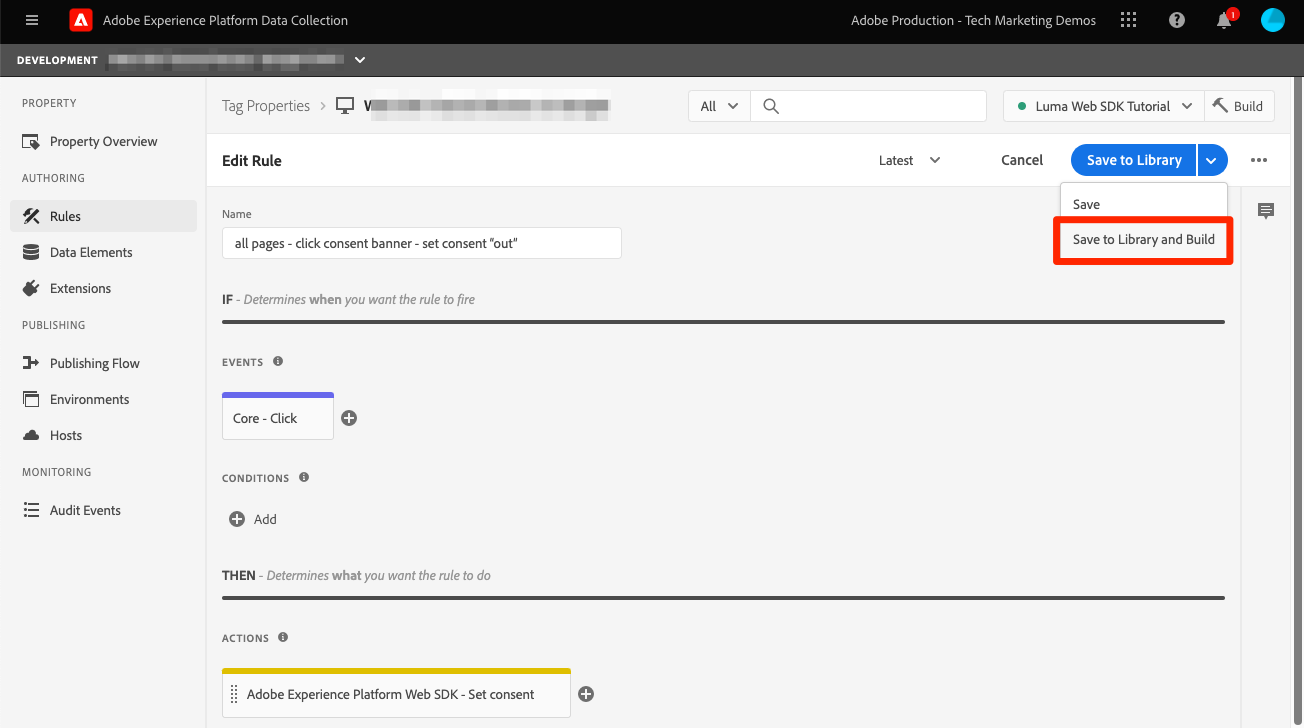 Adobe Experience Platform Data Collection
Adobe Production - Tech Marketing Demos
1
DEVELOPMENT
PROPERTY
Property Overview
AUTHORING
Rules
Data Elements
Extensions
PUBLISHING
Publishing Flow
Environments
Hosts
MONITORING
Audit Events
Tag Properties
All
Luma Web SDK Tutorial
Build
Edit Rule
Latest
Cancel
Save to Library
Save
Save to Library and Build
Name
all pages - click consent banner - set consent "out"
IF - Determines when you want the rule to fire
EVENTS
Core - Click
CONDITIONS
Add
THEN - Determines what you want the rule to do
ACTIONS
Adobe Experience Platform Web SDK - Set consent